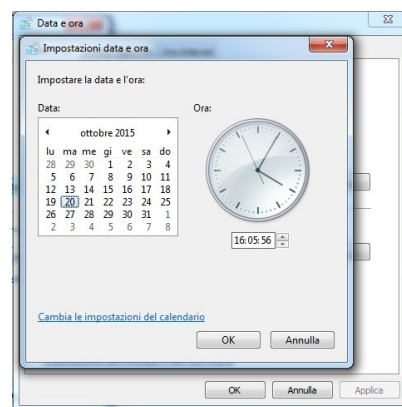 Data e ora
Impostazioni data e ora
Impostare la data e l'ora:
Data: Ora:
ottobre 2015
lu ma me gi ve sa do
28 29 30 1 2 3 4
5 6 7 8 9 10 11
12 13 14 15 16 17 18
19 20 21 22 23 24 25
26 27 28 29 30 31 1
2 3 4 5 6 7 8
16:05:56
Cambia le impostazioni del calendario
OK Annulla
OK Annulla Applica